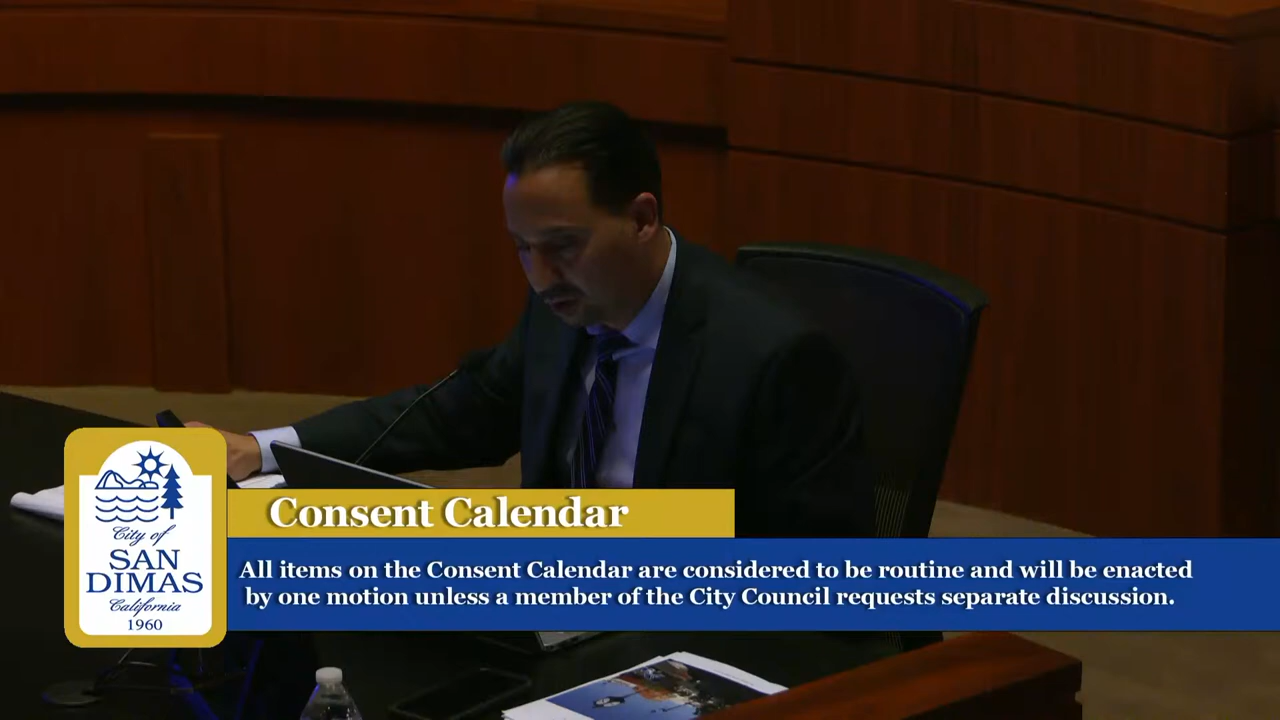 Consent Calendar
All items on the Consent Calendar are considered to be routine and will be enacted
by one motion unless a member of the City Council requests separate discussion.
City of
SAN
DIMAS
California
1960